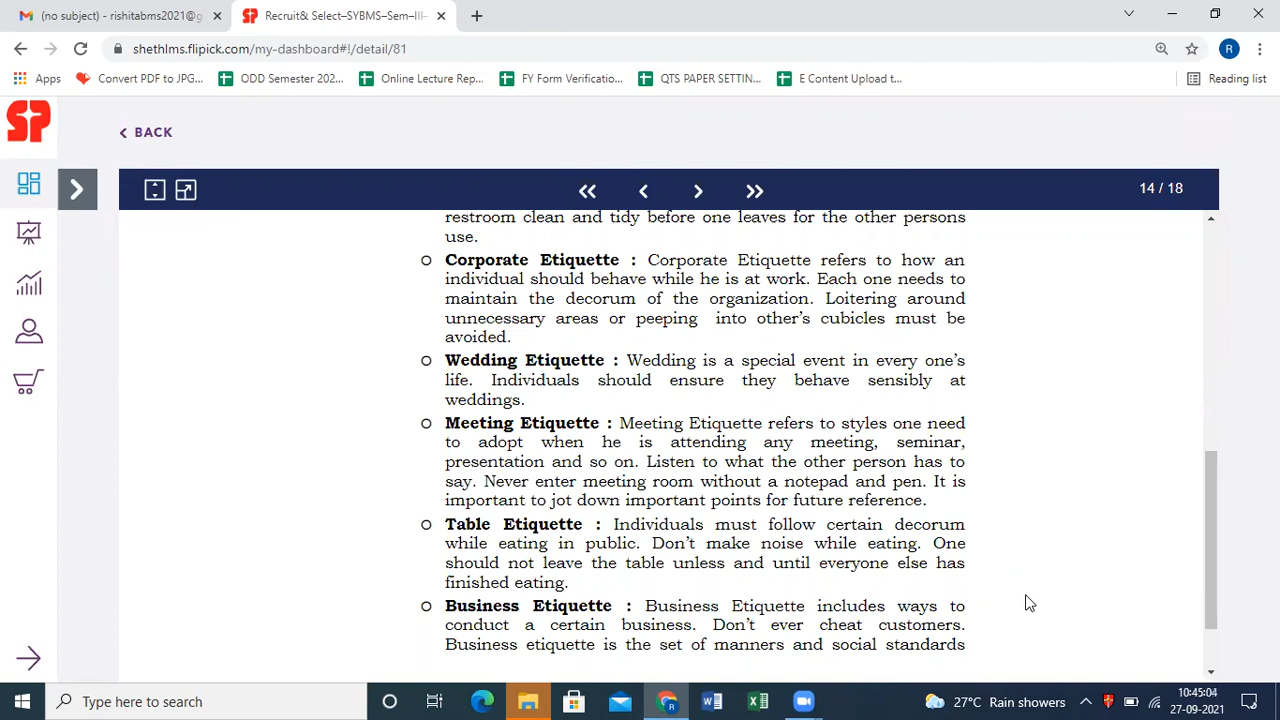 (no subject) - rishitabms2021@g
Recruit& Select–SYBMS–Sem–III–
shethlms.flipick.com/my-dashboard#!/detail/81
R
Apps
Convert PDF to JPG...
ODD Semester 202...
Online Lecture Rep...
FY Form Verificatio...
QTS PAPER SETTIN...
E Content Upload t...
Reading list
SP
BACK
14 / 18
restroom clean and tidy before one leaves for the other persons
use.
Corporate Etiquette : Corporate Etiquette refers to how an
individual should behave while he is at work. Each one needs to
maintain the decorum of the organization. Loitering around
unnecessary areas or peeping into other's cubicles must be
avoided.
Wedding Etiquette : Wedding is a special event in every one's
life. Individuals should ensure they behave sensibly at
weddings.
Meeting Etiquette : Meeting Etiquette refers to styles one need
to adopt when he is attending any meeting, seminar,
presentation and so on. Listen to what the other person has to
say. Never enter meeting room without a notepad and pen. It is
important to jot down important points for future reference.
Table Etiquette : Individuals must follow certain decorum
while eating in public. Don't make noise while eating. One
should not leave the table unless and until everyone else has
finished eating.
Business Etiquette : Business Etiquette includes ways to
conduct a certain business. Don't ever cheat customers.
Business etiquette is the set of manners and social standards
Type here to search
27°C Rain showers
10:45:04
27-09-2021